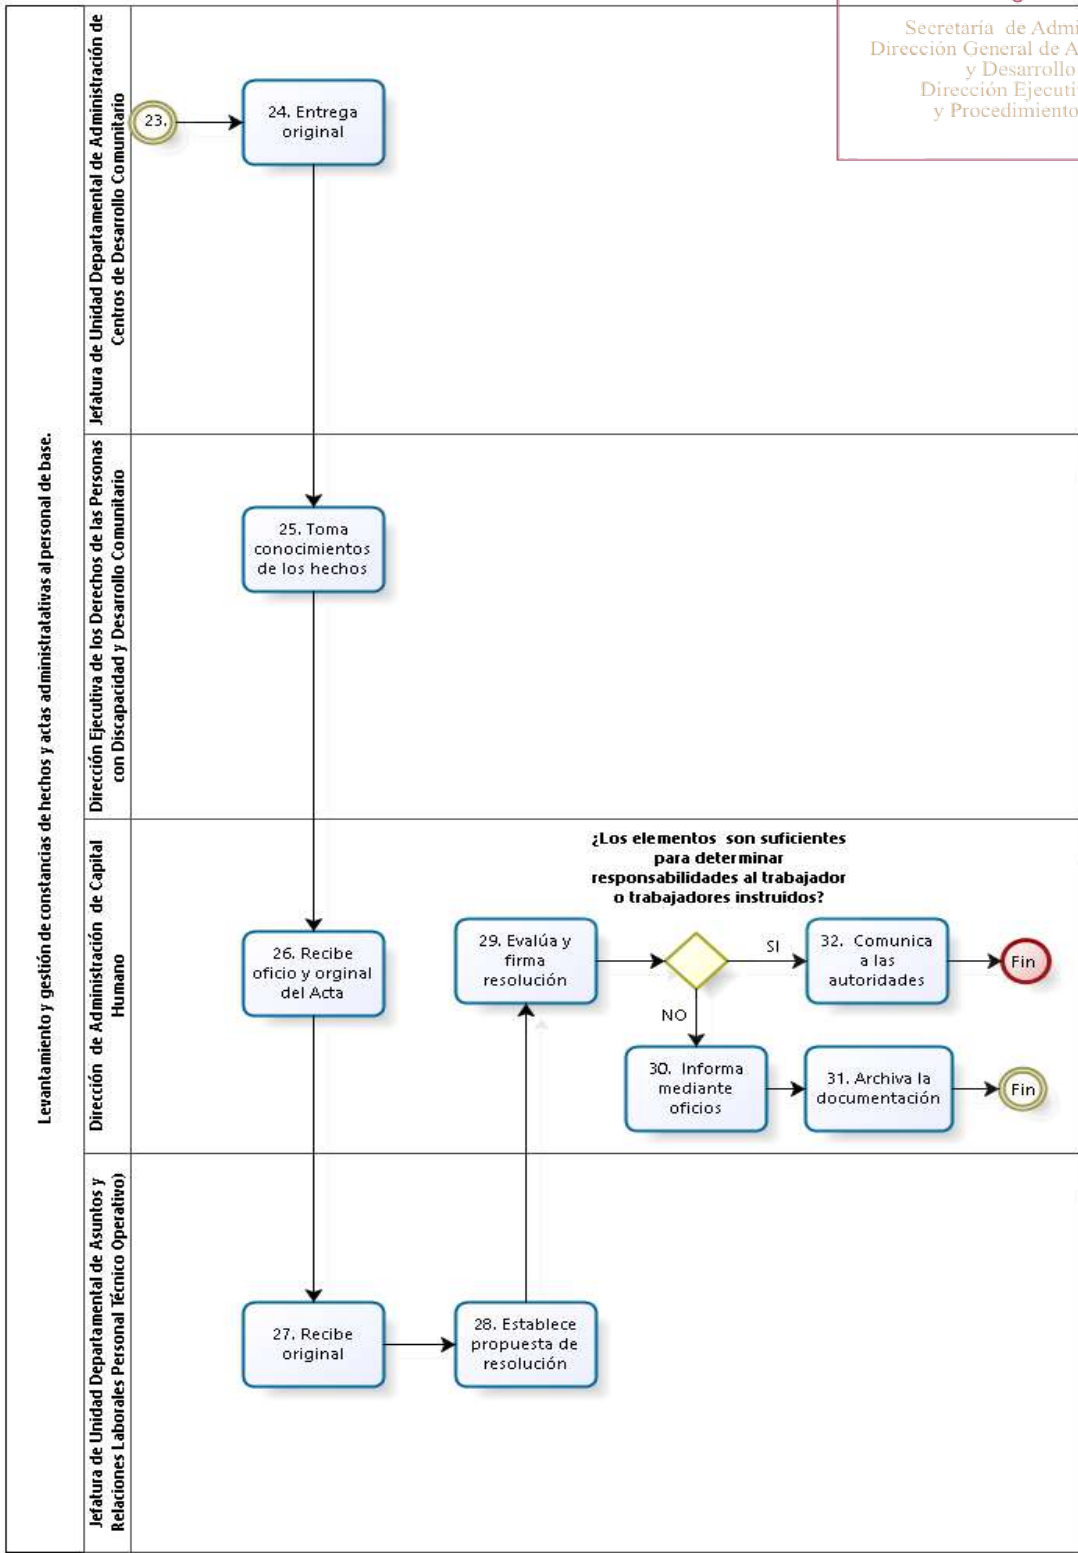 Secretaría de Admi
Dirección General de A
y Desarrollo
Dirección Ejecuti
y Procedimiento
Levantamiento y gestión de constancias de hechos y actas administratativas al personal de base.
Jefatura de Unidad Departamental de Administración de
Centros de Desarrollo Comunitario
23.
24. Entrega
original
Dirección Ejecutiva de los Derechos de las Personas
con Discapacidad y Desarrollo Comunitario
25. Toma
conocimientos
de los hechos
Dirección de Administración de Capital
Humano
¿Los elementos son suficientes
para determinar
responsabilidades al trabajador
o trabajadores instruidos?
26. Recibe
oficio y orginal
del Acta
29. Evalúa y
firma
resolución
SI
32. Comunica
a las
autoridades
Fin
NO
30. Informa
mediante
oficios
31. Archiva la
documentación
Fin
Jefatura de Unidad Departamental de Asuntos y
Relaciones Laborales Personal Técnico Operativo)
27. Recibe
original
28. Establece
propuesta de
resolución